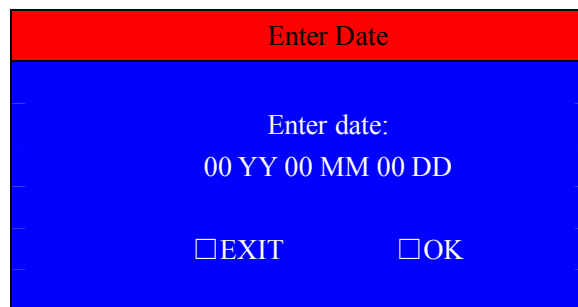 Enter Date
Enter date:
00 YY 00 MM 00 DD
□EXIT □OK